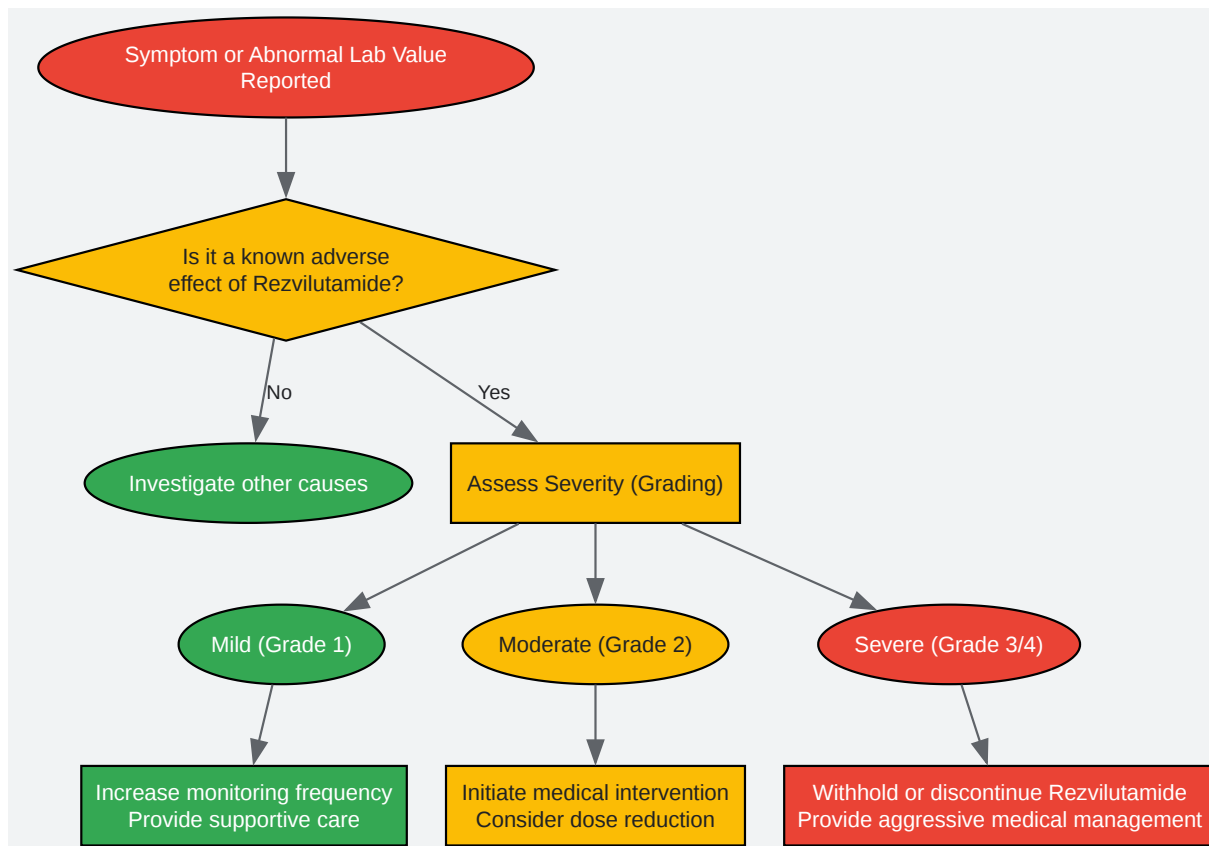 Symptom or Abnormal Lab Value
Reported
Is it a known adverse
effect of Rezvilutamide?
No
Yes
Investigate other causes
Assess Severity (Grading)
Mild (Grade 1)
Moderate (Grade 2)
Severe (Grade 3/4)
Increase monitoring frequency
Provide supportive care
Initiate medical intervention
Consider dose reduction
Withhold or discontinue Rezvilutamide
Provide aggressive medical management